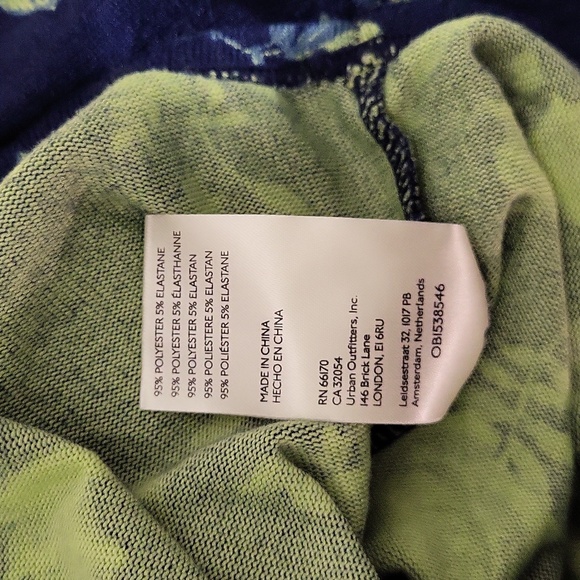 95% POLYESTER 5% ELASTANE
95% POLYESTER 5% ÉLASTHANNE
95% POLYESTER 5% ELASTAN
95% POLIESTERE 5% ELASTAN
95% POLIÉSTER 5% ELASTANE
MADE IN CHINA
HECHO EN CHINA
RN 66170
CA 32054
Urban Outfitters, Inc.
146 Brick Lane
LONDON, E1 6RU
Leidsestraat 32, 1017 PB
Amsterdam, Netherlands
OB1538546